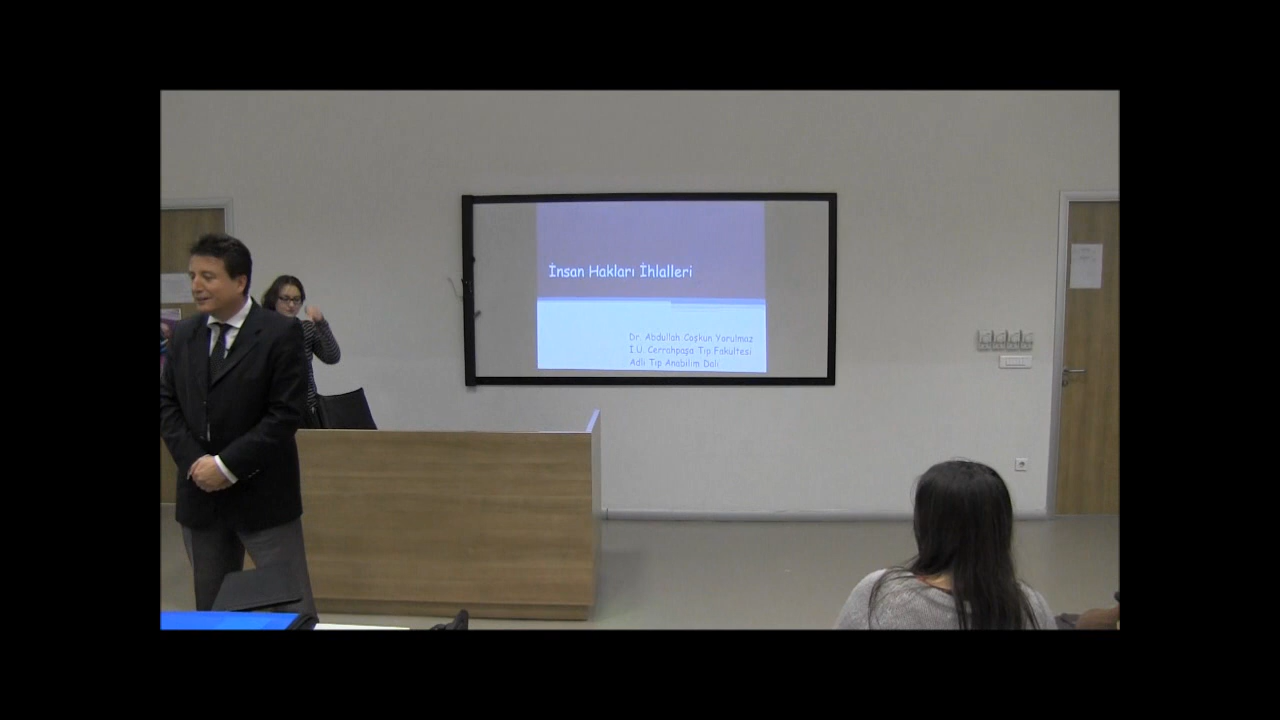 İnsan Hakları İhlalleri
Dr. Abdullah Coşkun Yorulmaz
İ.Ü. Cerrahpaşa Tıp Fakültesi
Adli Tıp Anabilim Dalı